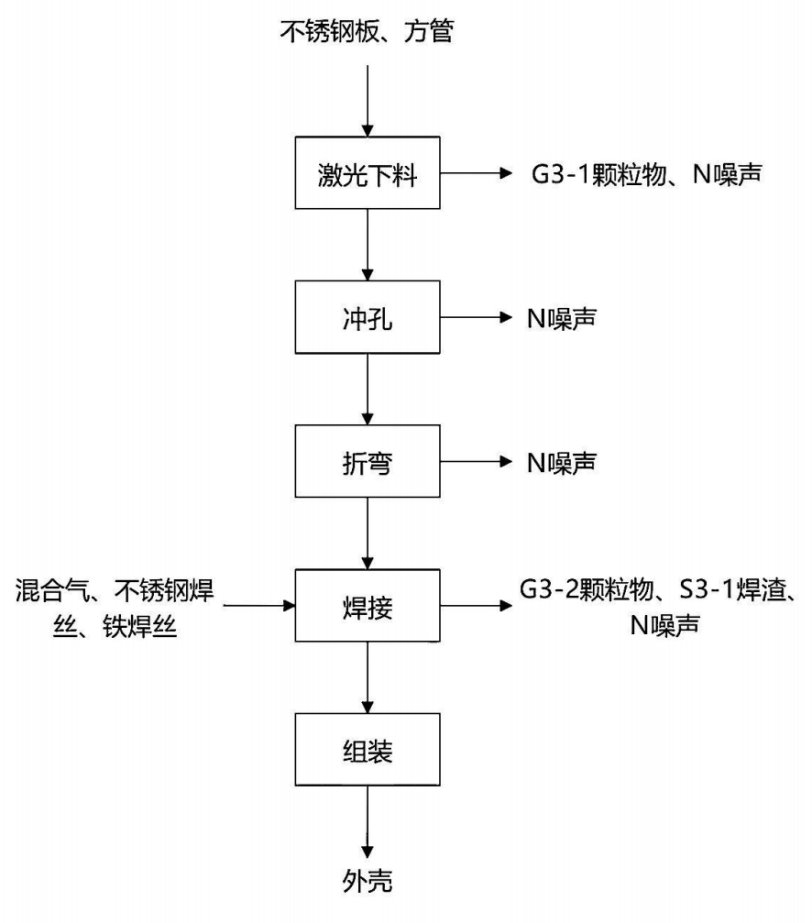 不锈钢板、方管
激光下料
G3-1颗粒物、N噪声
冲孔
N噪声
折弯
N噪声
混合气、不锈钢焊
丝、铁焊丝
焊接
G3-2颗粒物、S3-1焊渣、
N噪声
组装
外壳